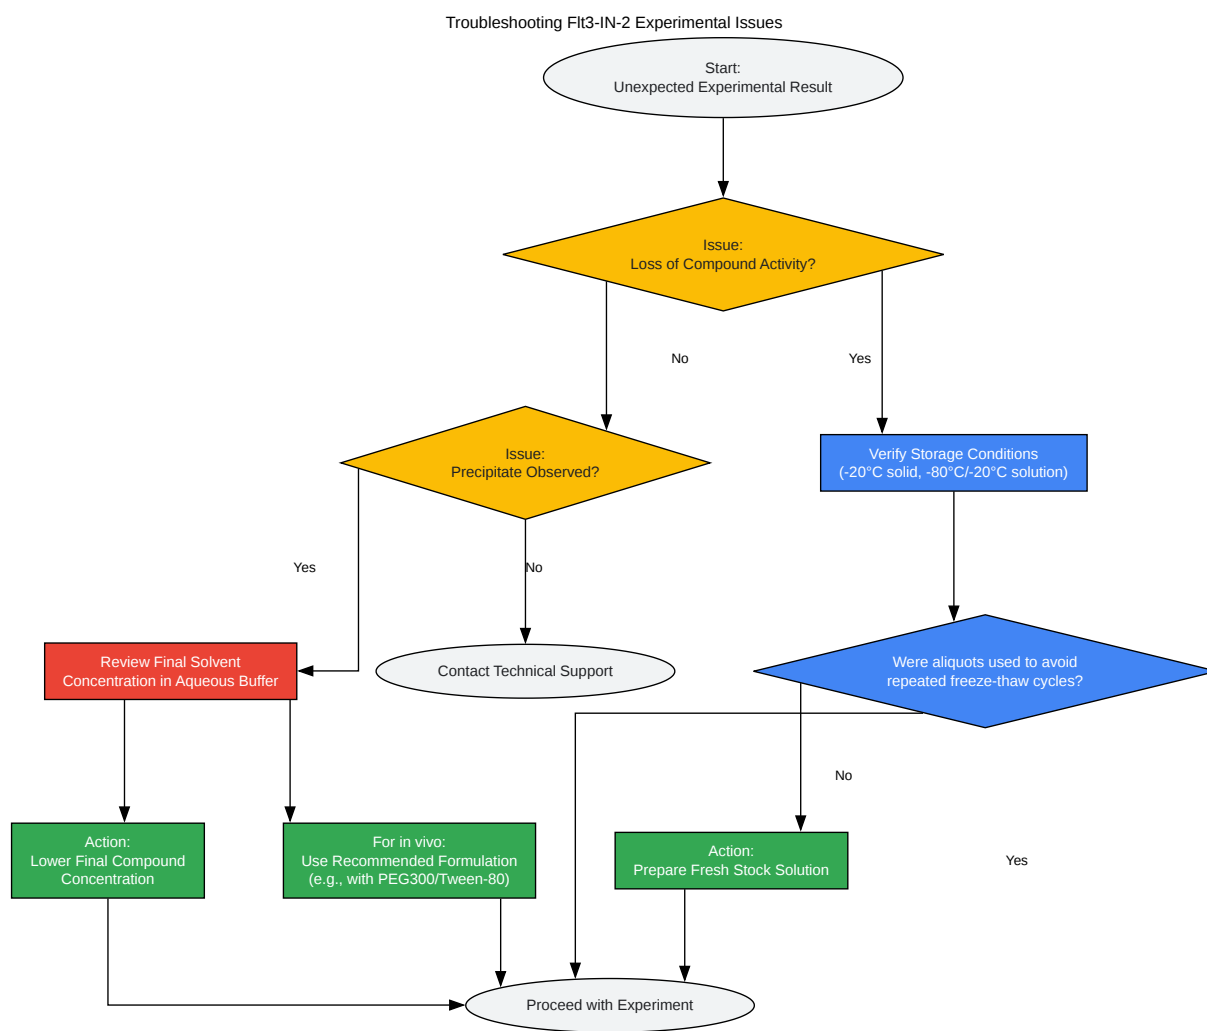 Troubleshooting Flt3-IN-2 Experimental Issues
Start:
Unexpected Experimental Result
Issue:
Loss of Compound Activity?
No
Yes
Issue:
Precipitate Observed?
Verify Storage Conditions
(-20°C solid, -80°C/-20°C solution)
Yes
No
Review Final Solvent
Concentration in Aqueous Buffer
Contact Technical Support
Were aliquots used to avoid
repeated freeze-thaw cycles?
No
Yes
Action:
Lower Final Compound
Concentration
For in vivo:
Use Recommended Formulation
(e.g., with PEG300/Tween-80)
Action:
Prepare Fresh Stock Solution
Proceed with Experiment